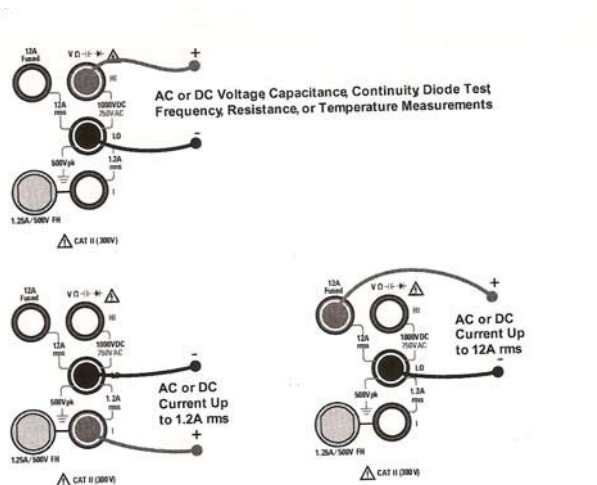 12A
Fused
V Ω
+
HI
AC or DC Voltage Capacitance, Continuity, Diode Test,
Frequency, Resistance, or Temperature Measurements
12A
rms
1000VDC
750VAC
LO
-
500Vpk
1.2A
rms
I
1.25A/500V FH
CAT II (300V)
12A
Fused
V Ω
HI
12A
rms
1000VDC
750VAC
-
LO
AC or DC
Current Up
to 1.2A rms
500Vpk
1.2A
rms
I
+
1.25A/500V FH
CAT II (300V)
12A
Fused
V Ω
+
HI
AC or DC
Current Up
to 12A rms
12A
rms
1000VDC
750VAC
LO
-
500Vpk
1.2A
rms
I
1.25A/500V FH
CAT II (300V)